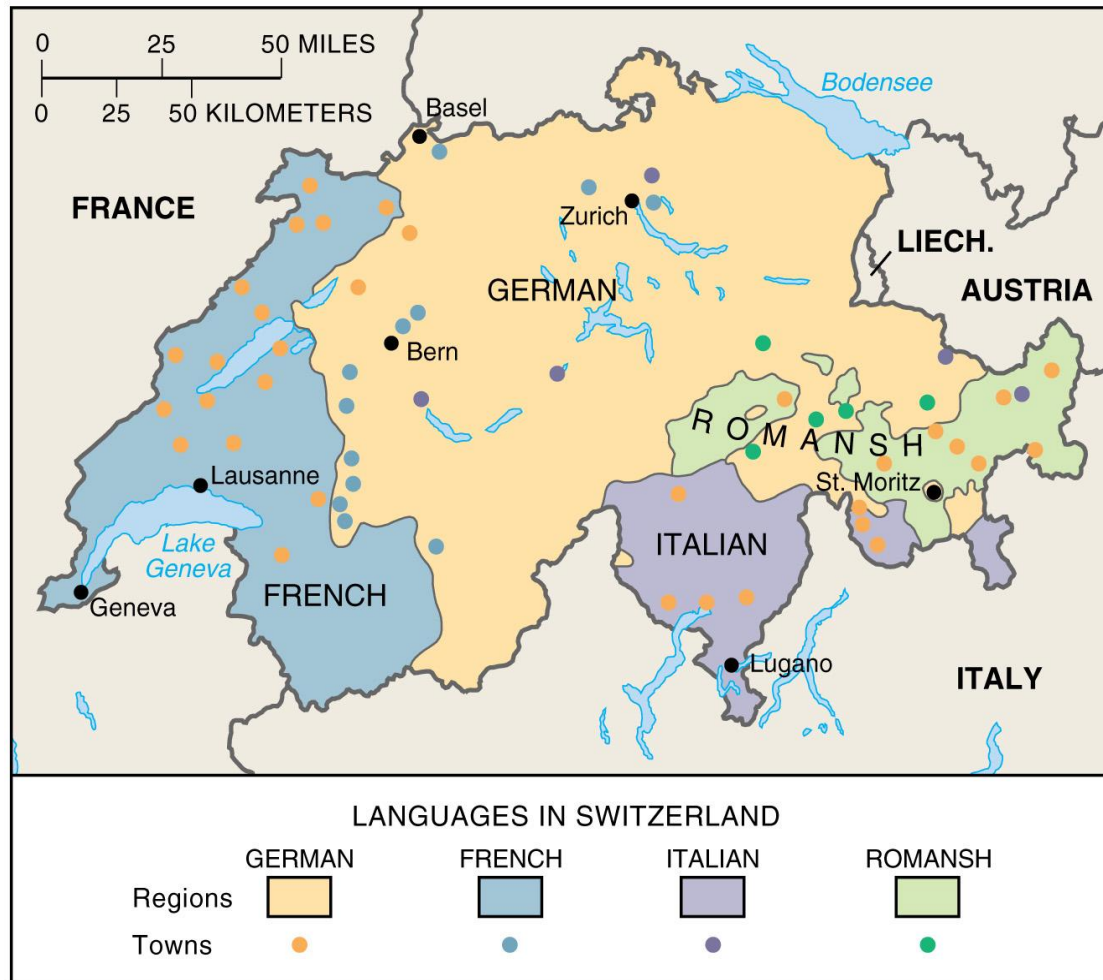 0 25 50 MILES
0 25 50 KILOMETERS
Bodensee
Basel
FRANCE
Zurich
LIECH.
GERMAN
AUSTRIA
Bern
ROMANSH
Lausanne
St. Moritz
Lake
Geneva
ITALIAN
FRENCH
Geneva
Lugano
ITALY
LANGUAGES IN SWITZERLAND
GERMAN FRENCH ITALIAN ROMANSH
Regions
Towns